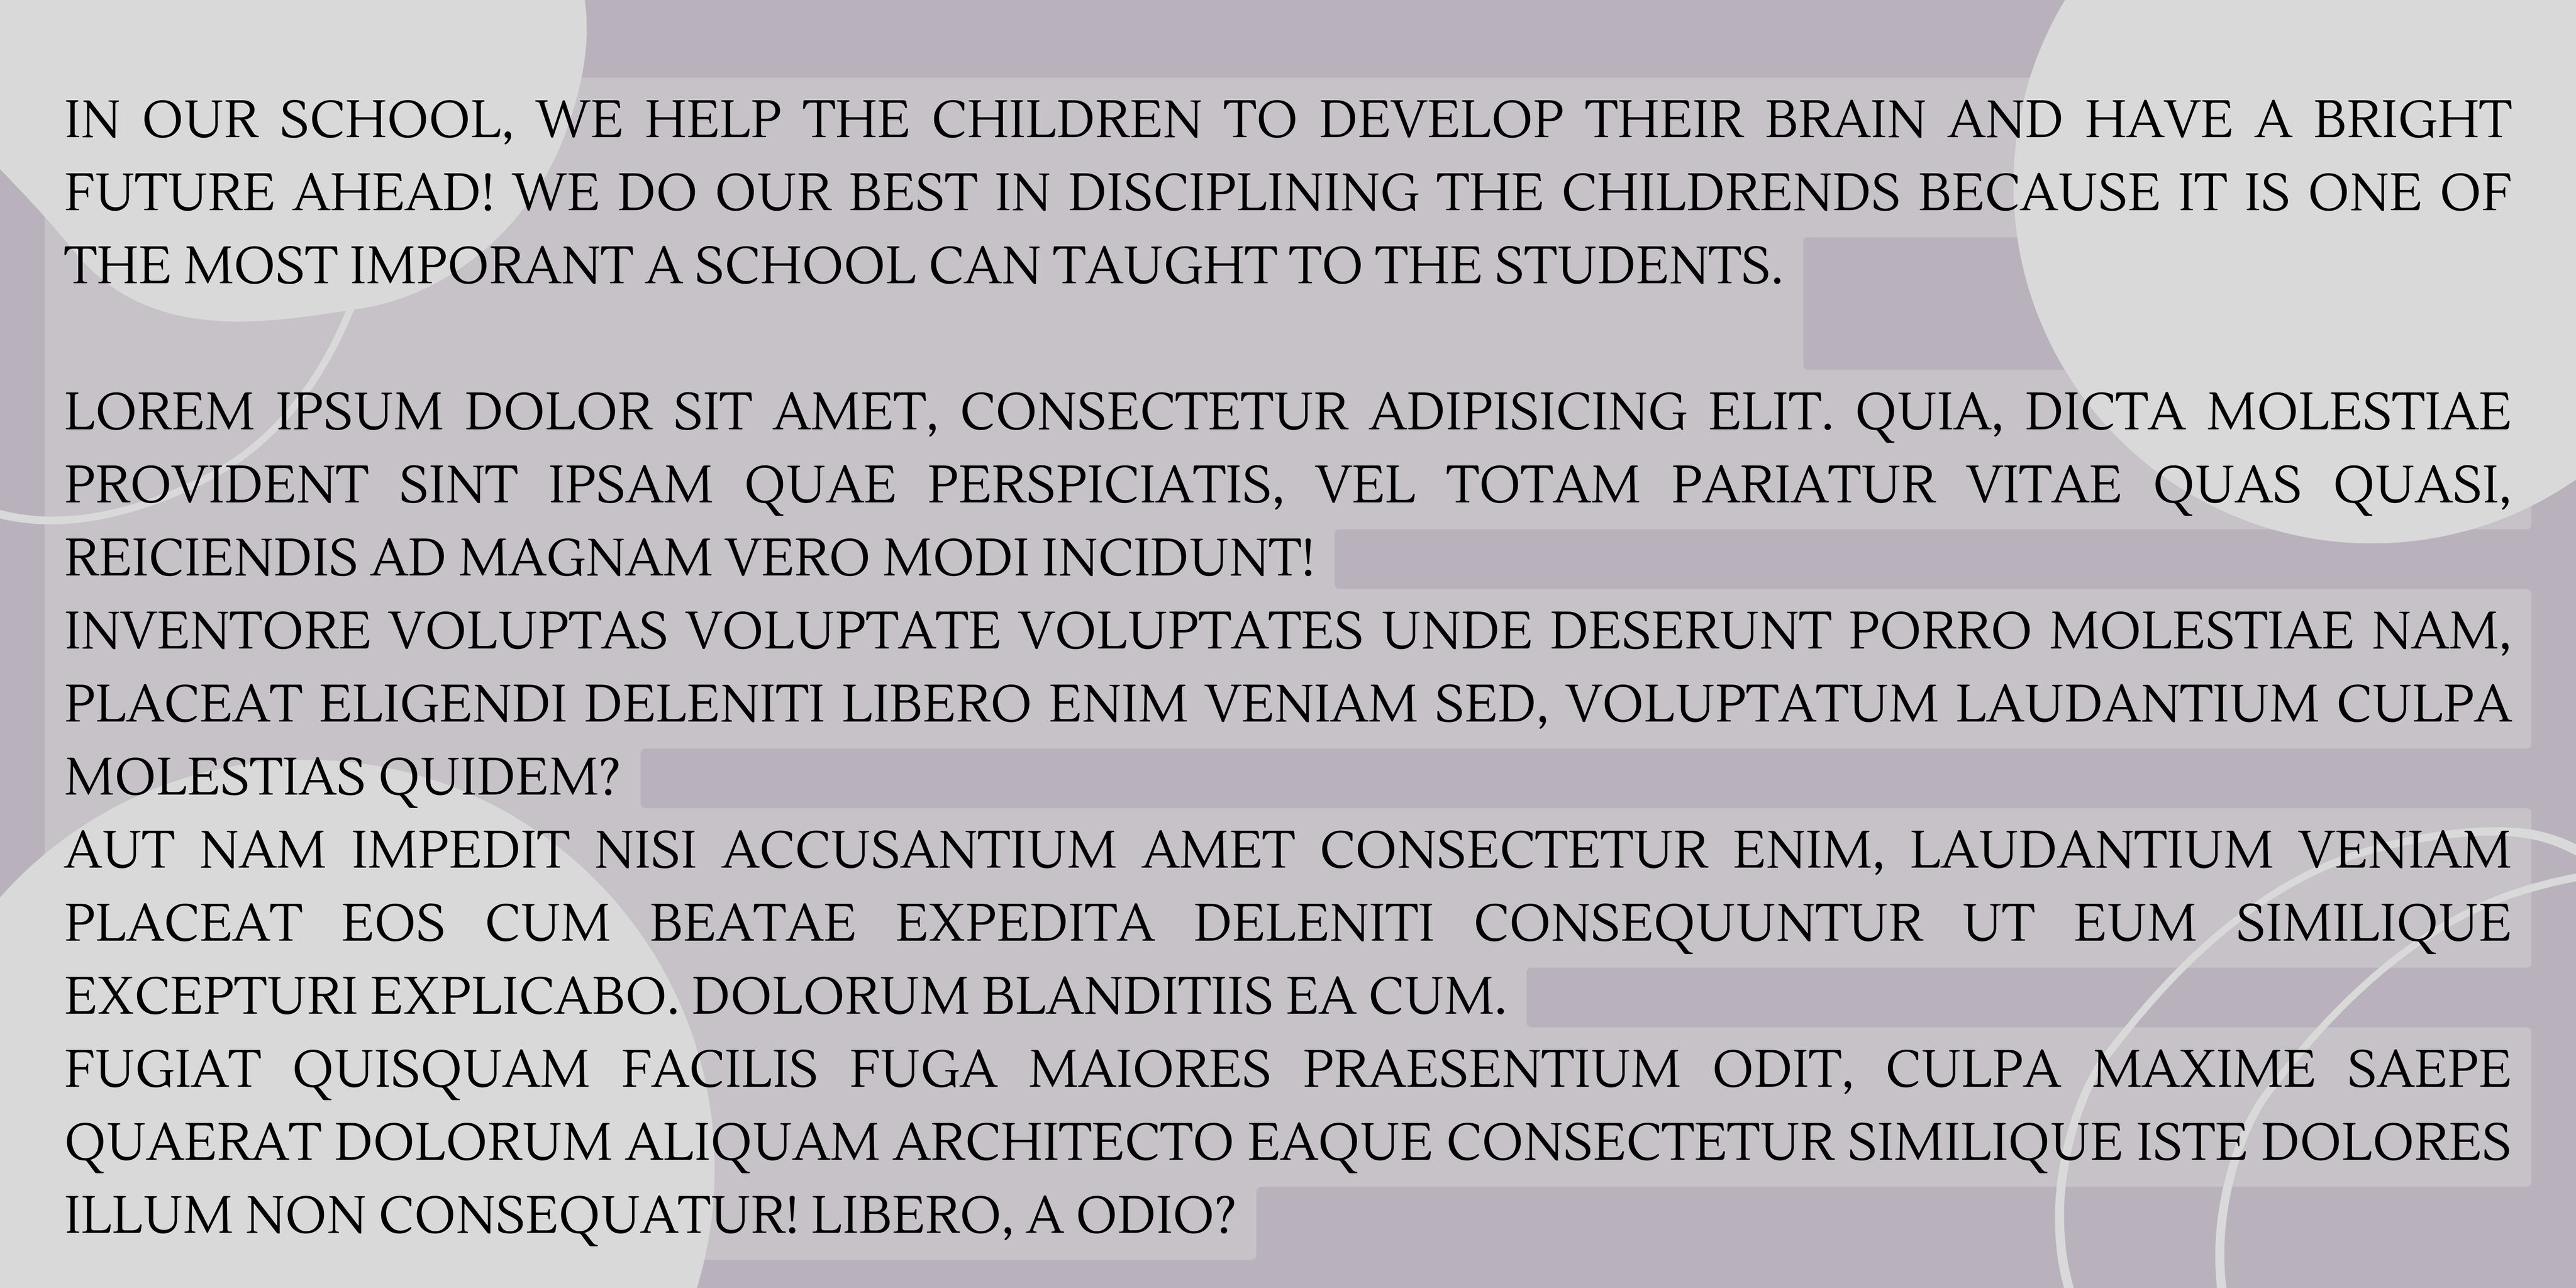 IN OUR SCHOOL, WE HELP THE CHILDREN TO DEVELOP THEIR BRAIN AND HAVE A BRIGHT
FUTURE AHEAD! WE DO OUR BEST IN DISCIPLINING THE CHILDRENDS BECAUSE IT IS ONE OF
THE MOST IMPORANT A SCHOOL CAN TAUGHT TO THE STUDENTS.
LOREM IPSUM DOLOR SIT AMET, CONSECTETUR ADIPISICING ELIT. QUIA, DICTA MOLESTIAE
PROVIDENT SINT IPSAM QUAE PERSPICIATIS, VEL TOTAM PARIATUR VITAE QUAS QUASI,
REICIENDIS AD MAGNAM VERO MODI INCIDUNT!
INVENTORE VOLUPTAS VOLUPTATE VOLUPTATES UNDE DESERUNT PORRO MOLESTIAE NAM,
PLACEAT ELIGENDI DELENITI LIBERO ENIM VENIAM SED, VOLUPTATUM LAUDANTIUM CULPA
MOLESTIAS QUIDEM?
AUT NAM IMPEDIT NISI ACCUSANTIUM AMET CONSECTETUR ENIM, LAUDANTIUM VENIAM
PLACEAT EOS CUM BEATAE EXPEDITA DELENITI CONSEQUUNTUR UT EUM SIMILIQUE
EXCEPTURI EXPLICABO. DOLORUM BLANDITIIS EA CUM.
FUGIAT QUISQUAM FACILIS FUGA MAIORES PRAESENTIUM ODIT, CULPA MAXIME SAEPE
QUAERAT DOLORUM ALIQUAM ARCHITECTO EAQUE CONSECTETUR SIMILIQUE ISTE DOLORES
ILLUM NON CONSEQUATUR! LIBERO, A ODIO?